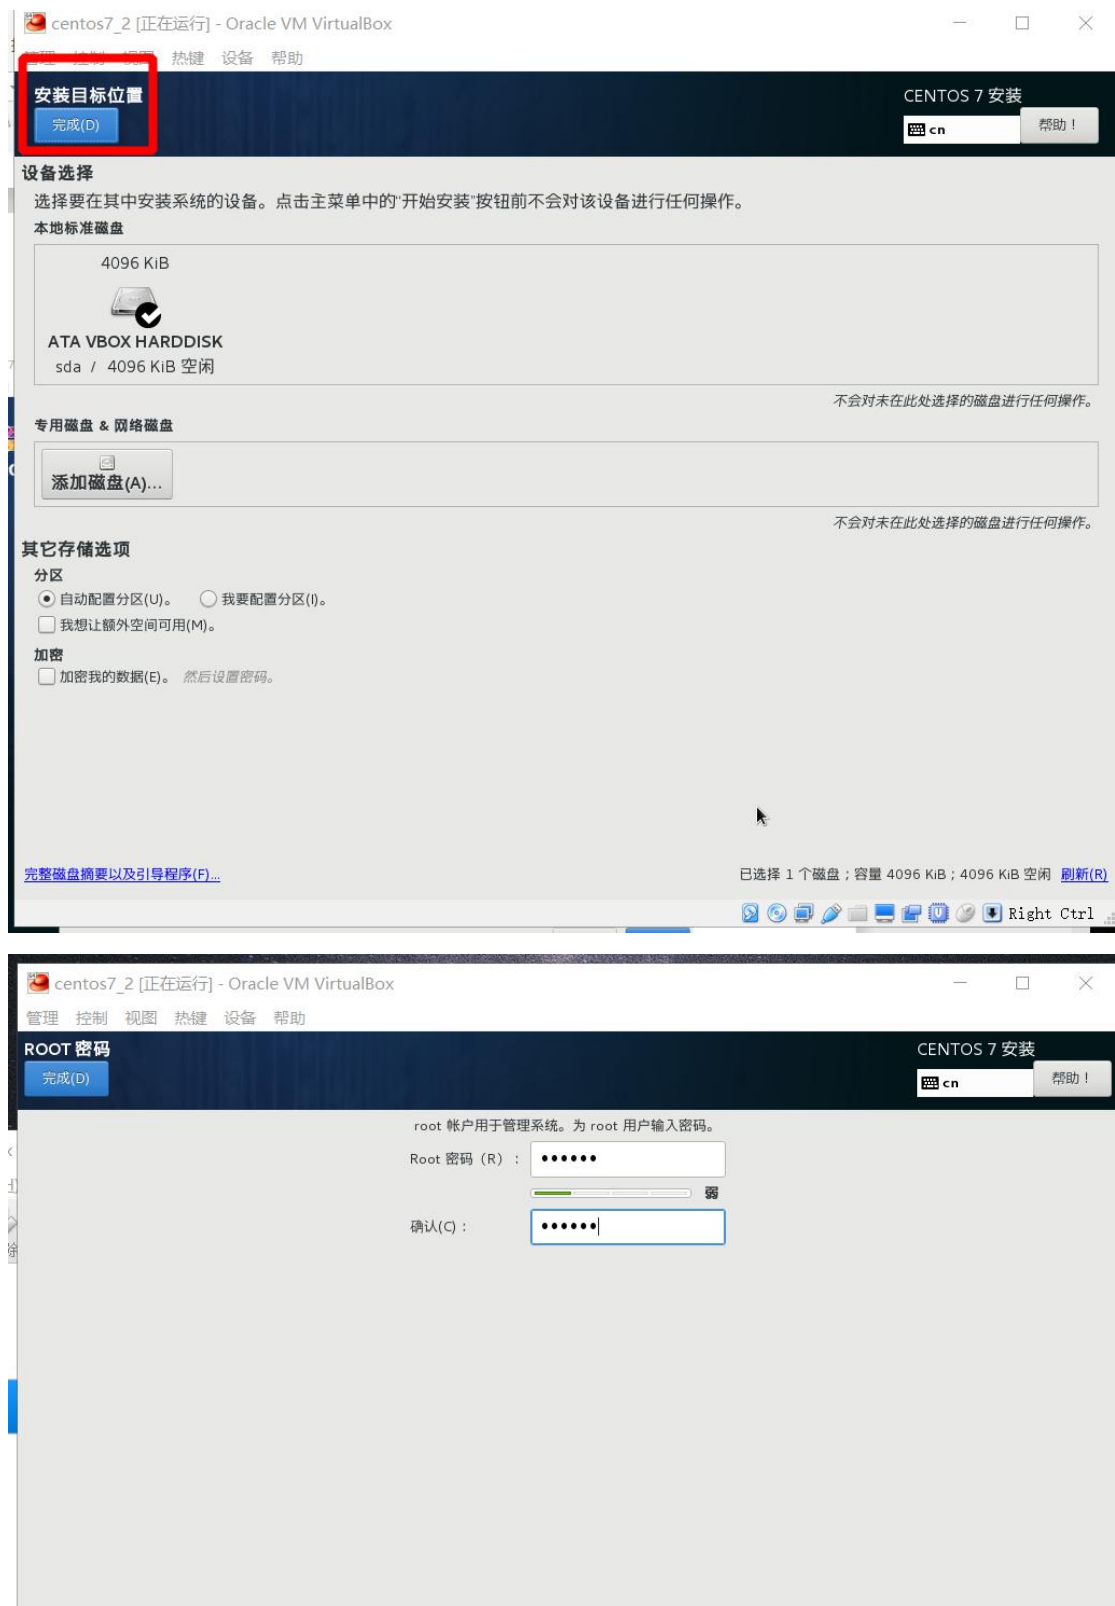 centos7_2 [正在运行] - Oracle VM VirtualBox
热键 设备 帮助
安装目标位置
CENTOS 7 安装
完成(D)
cn
帮助！
设备选择
选择要在其中安装系统的设备。点击主菜单中的"开始安装"按钮前不会对该设备进行任何操作。
本地标准磁盘
4096 KiB
ATA VBOX HARDDISK
sda / 4096 KiB 空闲
不会对未在此处选择的磁盘进行任何操作。
专用磁盘 & 网络磁盘
添加磁盘(A)...
不会对未在此处选择的磁盘进行任何操作。
其它存储选项
分区
自动配置分区(U)。 我要配置分区(I)。
我想让额外空间可用(M)。
加密
加密我的数据(E)。 然后设置密码。
完整磁盘摘要以及引导程序(F)...
已选择 1 个磁盘；容量 4096 KiB；4096 KiB 空闲 刷新(R)
Right Ctrl
centos7_2 [正在运行] - Oracle VM VirtualBox
管理 控制 视图 热键 设备 帮助
ROOT 密码
CENTOS 7 安装
完成(D)
cn
帮助！
root 帐户用于管理系统。为 root 用户输入密码。
Root 密码（R）：
弱
确认(C)：